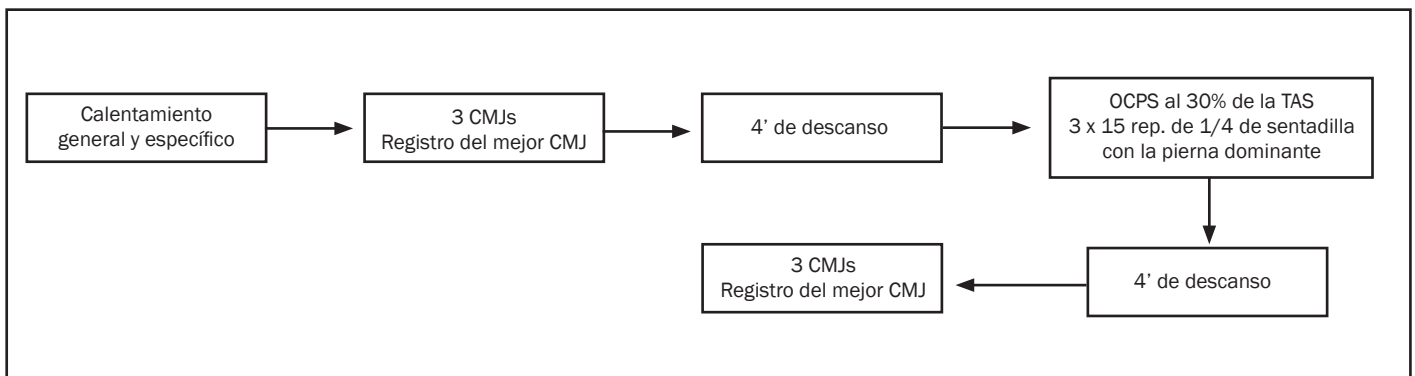 Calentamiento
general y específico
3 CMJs
Registro del mejor CMJ
4’ de descanso
OCPS al 30% de la TAS
3 x 15 rep. de 1/4 de sentadilla
con la pierna dominante
4’ de descanso
3 CMJs
Registro del mejor CMJ